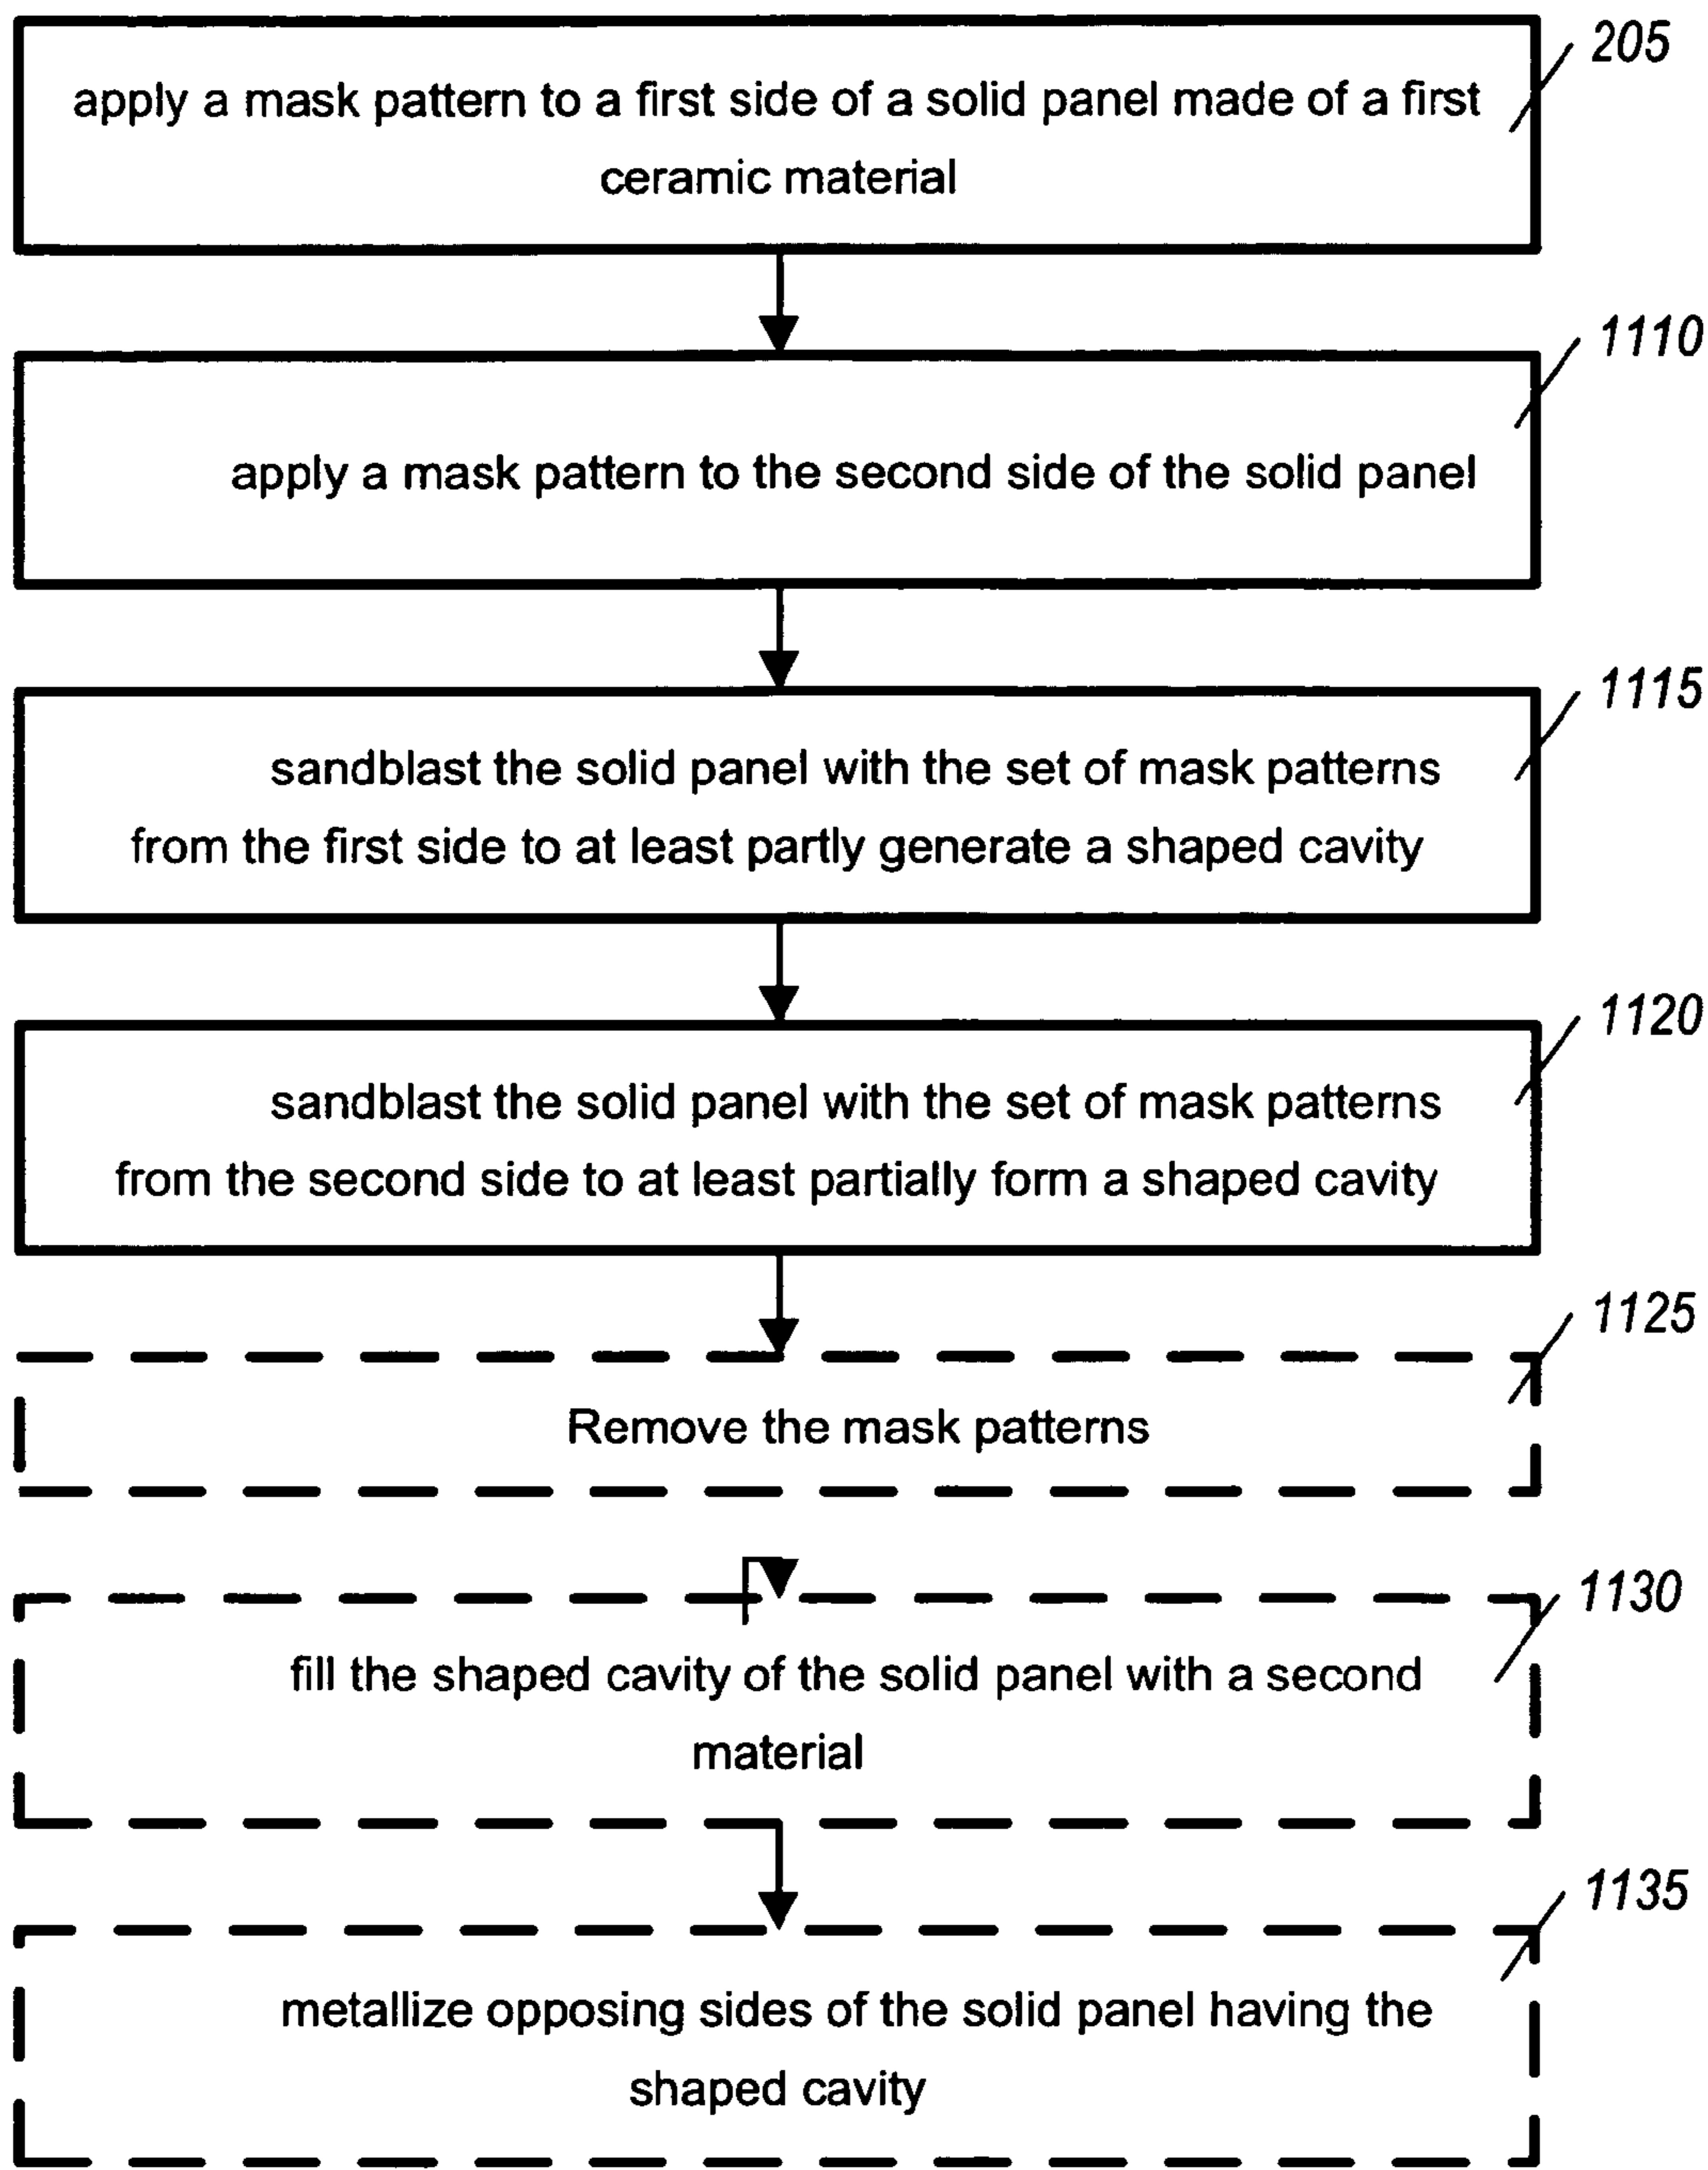 205
apply a mask pattern to a first side of a solid panel made of a first
ceramic material
1110
apply a mask pattern to the second side of the solid panel
1115
sandblast the solid panel with the set of mask patterns
from the first side to at least partly generate a shaped cavity
1120
sandblast the solid panel with the set of mask patterns
from the second side to at least partially form a shaped cavity
1125
Remove the mask patterns
1130
fill the shaped cavity of the solid panel with a second
material
1135
metallize opposing sides of the solid panel having the
shaped cavity